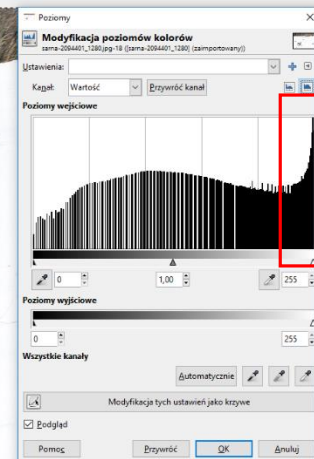 Poziomy
Modyfikacja poziomów kolorów
sarna-2094401_1280.jpg-18 ([sarna-2094401_1280] (zaimportowany))
Ustawienia:
Kanał: Wartość Przywróć kanał
Poziomy wejściowe
0 1,00 255
Poziomy wyjściowe
0 255
Wszystkie kanały
Automatycznie
Modyfikacja tych ustawień jako krzywe
Podgląd
Pomoc Przywróć OK Anuluj